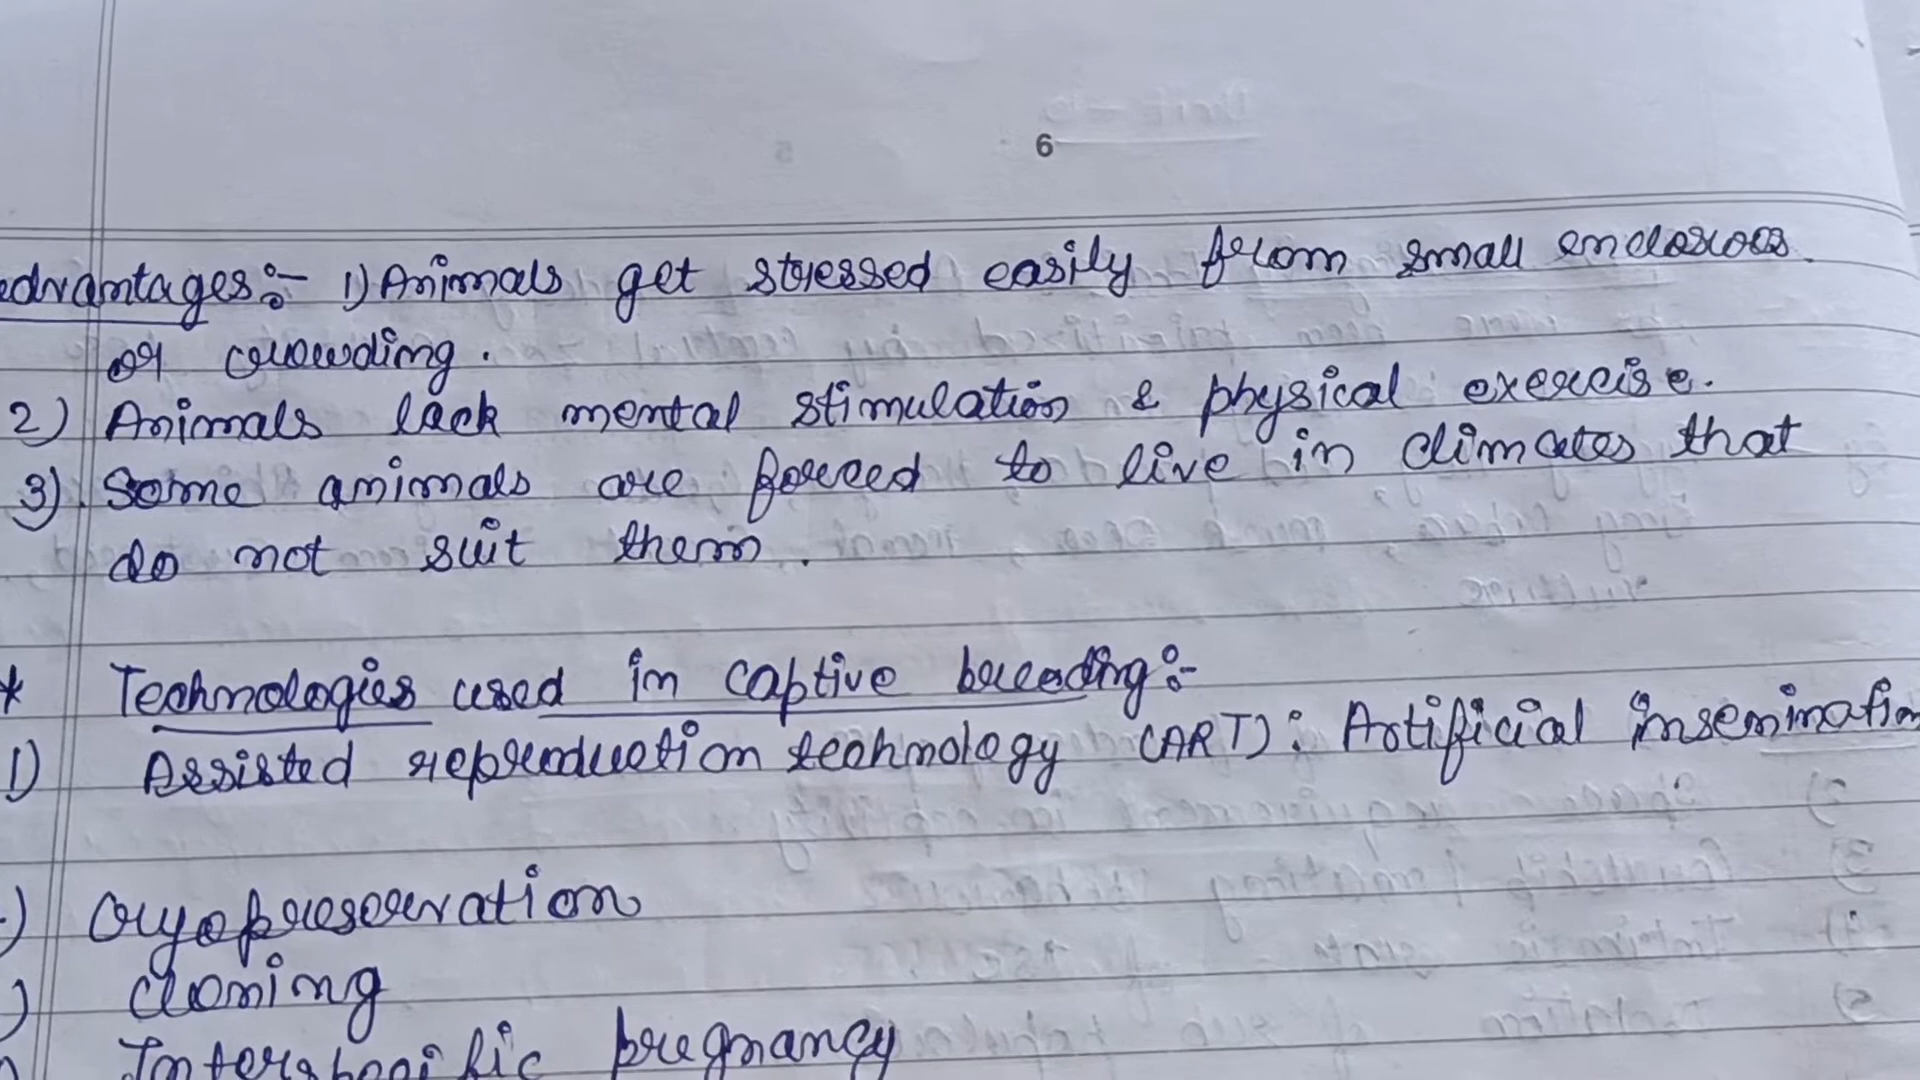 6
edvantages:- 1) Animals get stressed easily from small
or crowding.
2) Animals lack mental stimulation & physical exercise.
3) Some animals are forced to live in climates that
do not suit them.
* Technologies used in captive breeding:-
1) Assisted reproduction technology (ART): Artificial insemination
) Cryopreservation
) Cloning
Interspecific pregnancy